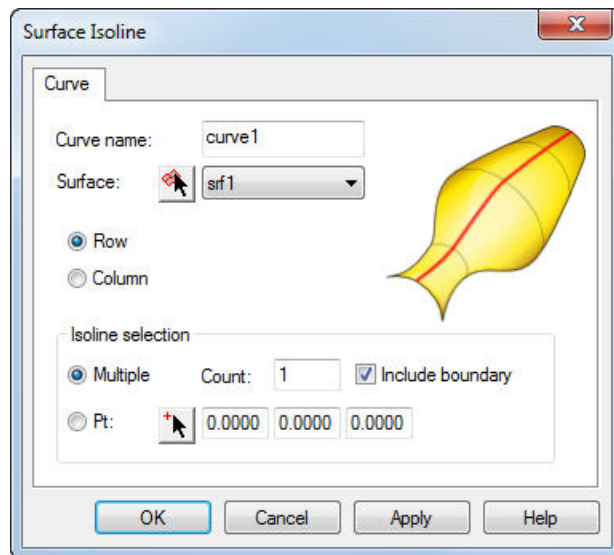 Surface Isoline
Curve
Curve name: curve1
Surface: srf1
Row
Column
Isoline selection
Multiple Count: 1 Include boundary
Pt: 0.0000 0.0000 0.0000
OK Cancel Apply Help